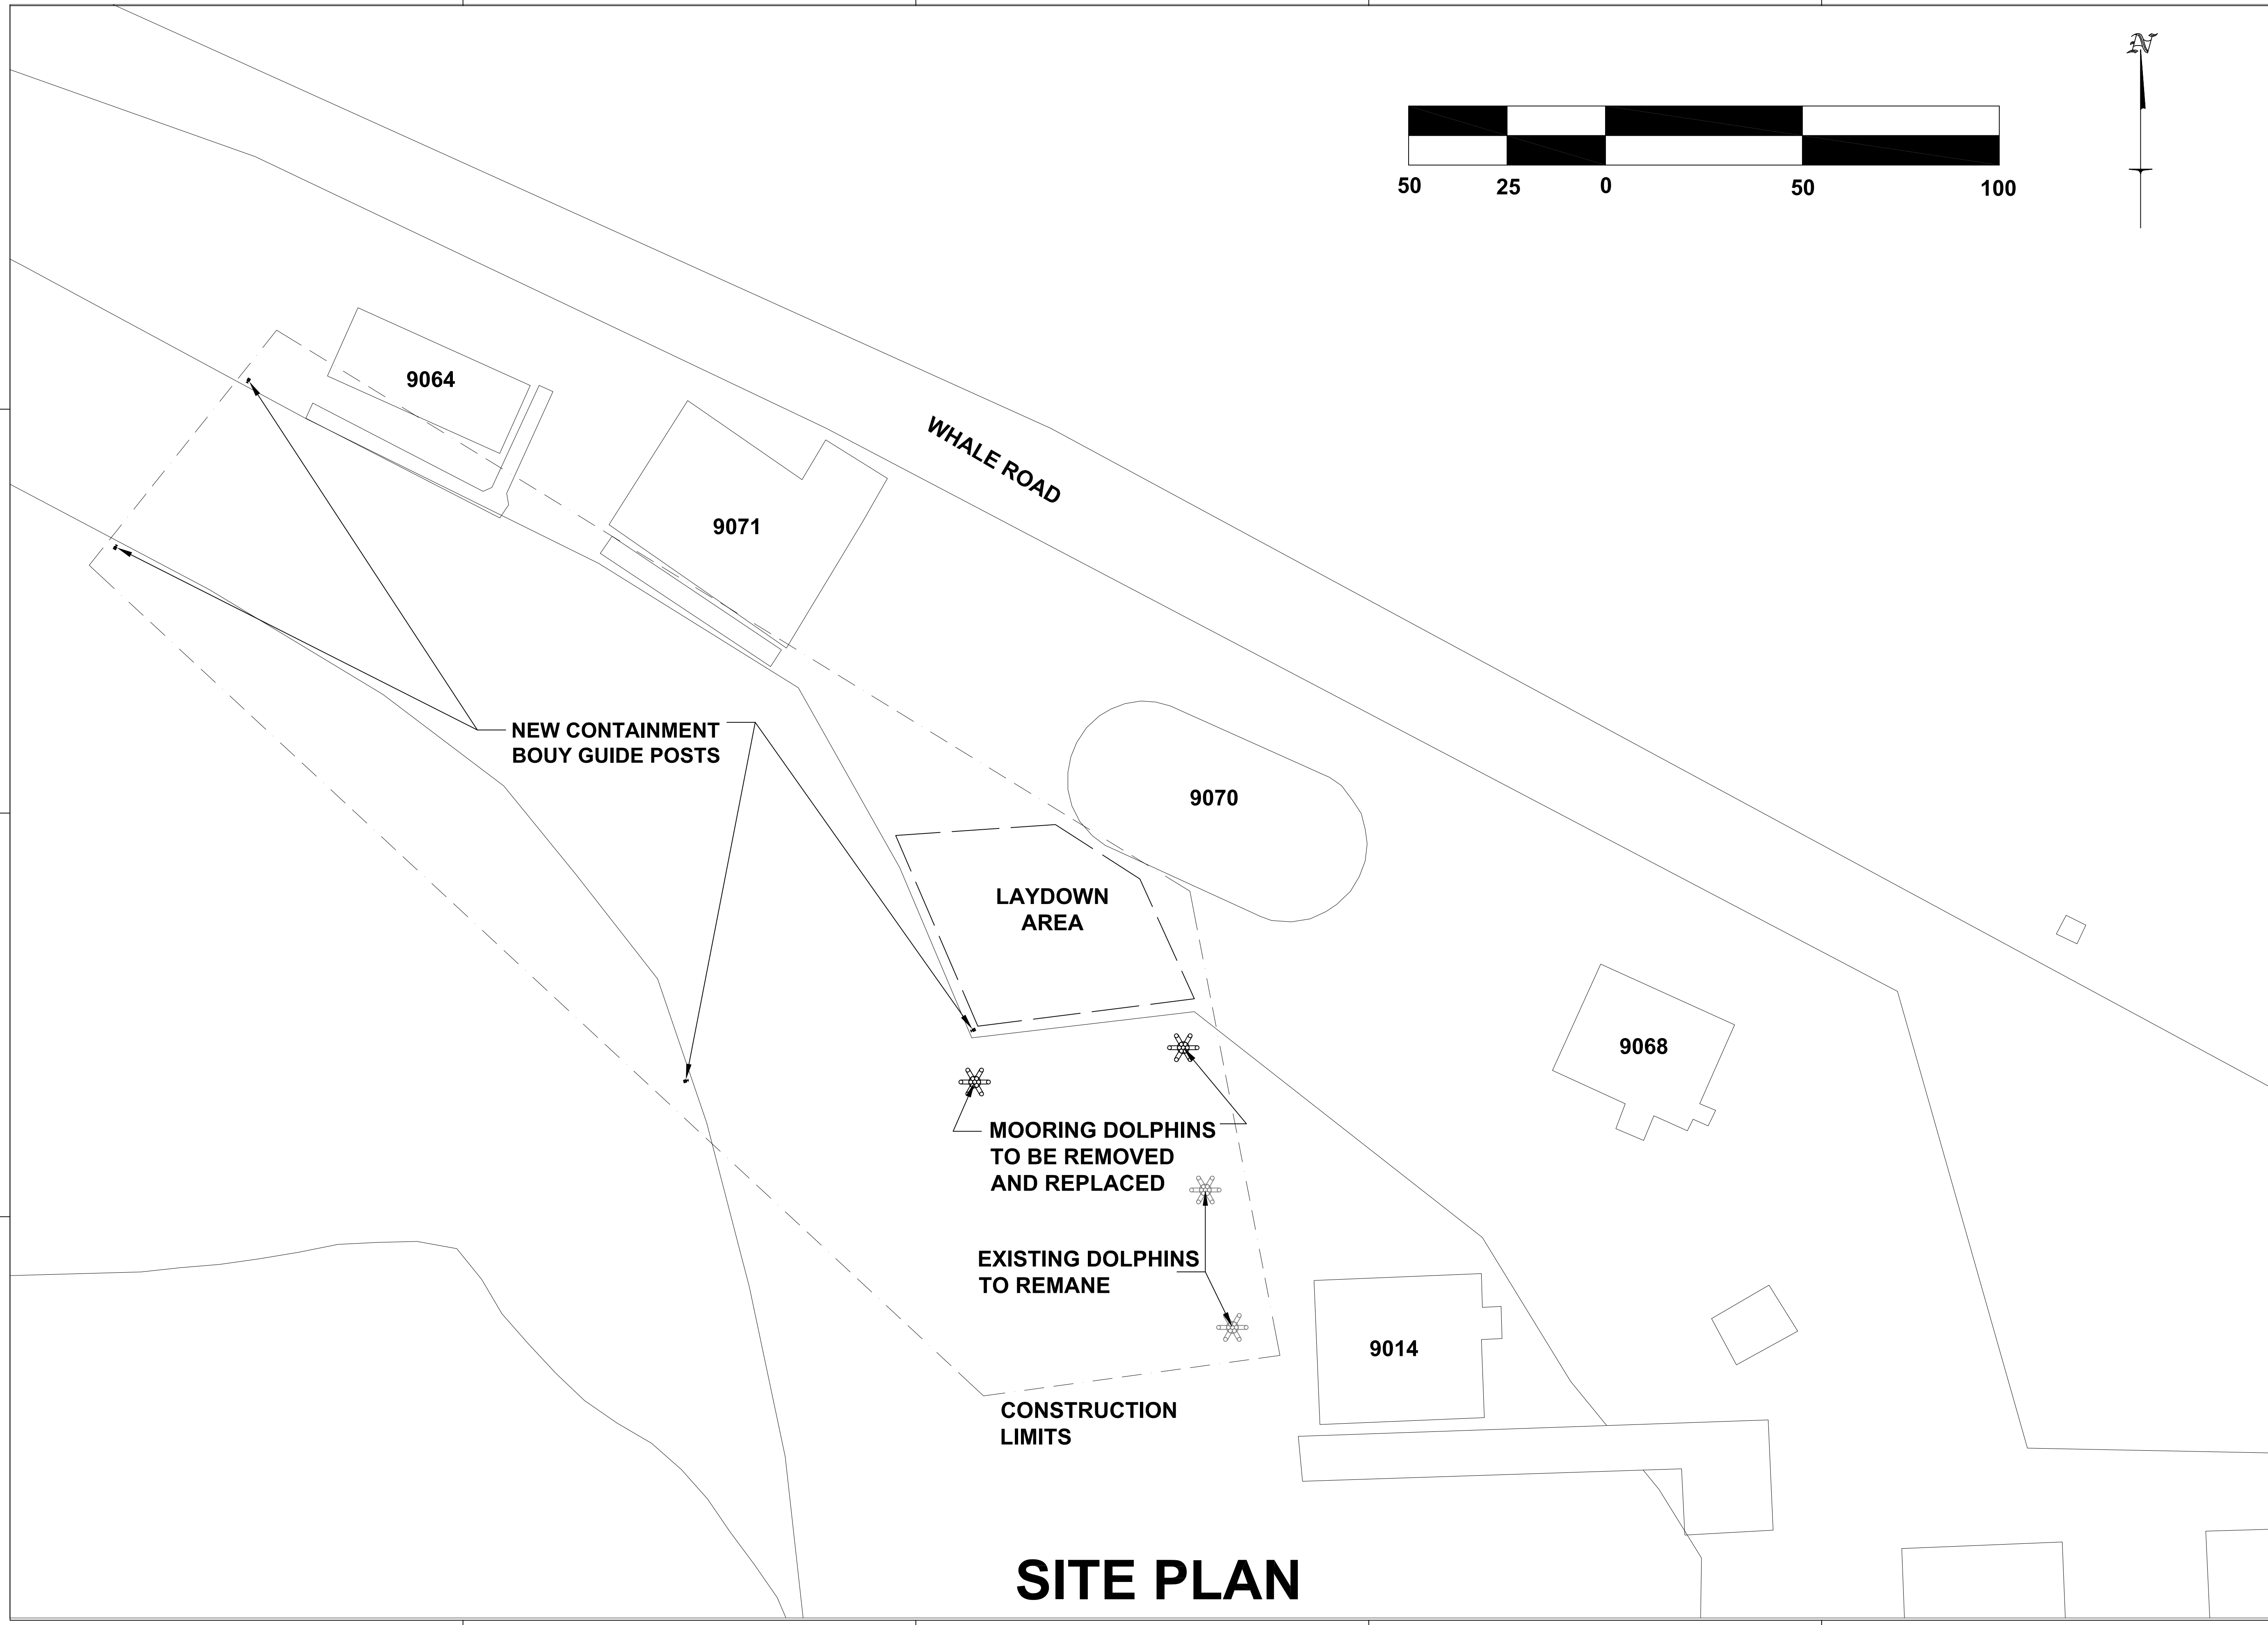 N
50 25 0 50 100
9064
WHALE ROAD
9071
NEW CONTAINMENT
BOUY GUIDE POSTS
9070
LAYDOWN
AREA
9068
MOORING DOLPHINS
TO BE REMOVED
AND REPLACED
EXISTING DOLPHINS
TO REMANE
9014
CONSTRUCTION
LIMITS
SITE PLAN